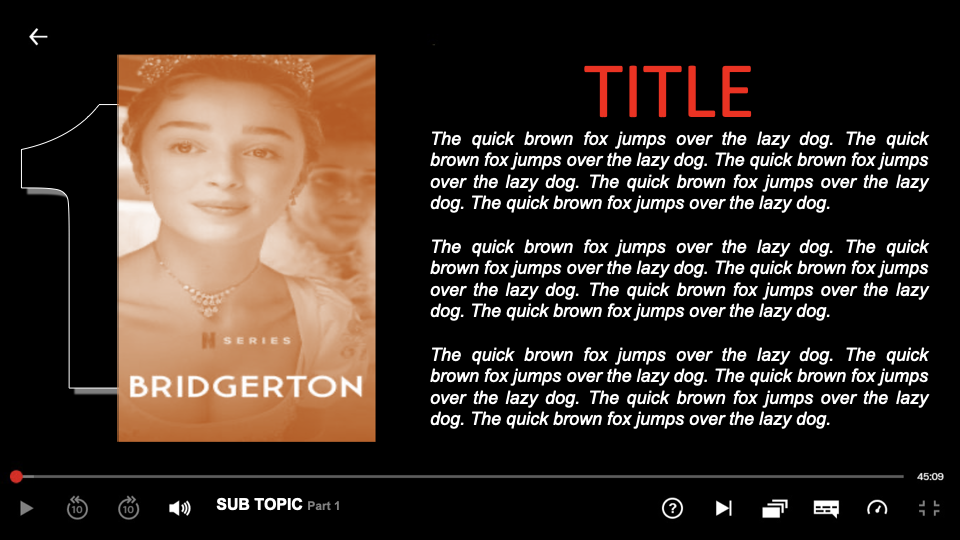 1
N SERIES
BRIDGERTON
TITLE
The quick brown fox jumps over the lazy dog. The quick
brown fox jumps over the lazy dog. The quick brown fox jumps
over the lazy dog. The quick brown fox jumps over the lazy
dog. The quick brown fox jumps over the lazy dog.
The quick brown fox jumps over the lazy dog. The quick
brown fox jumps over the lazy dog. The quick brown fox jumps
over the lazy dog. The quick brown fox jumps over the lazy
dog. The quick brown fox jumps over the lazy dog.
The quick brown fox jumps over the lazy dog. The quick
brown fox jumps over the lazy dog. The quick brown fox jumps
over the lazy dog. The quick brown fox jumps over the lazy
dog. The quick brown fox jumps over the lazy dog.
45:09
10
10
SUB TOPIC Part 1
?